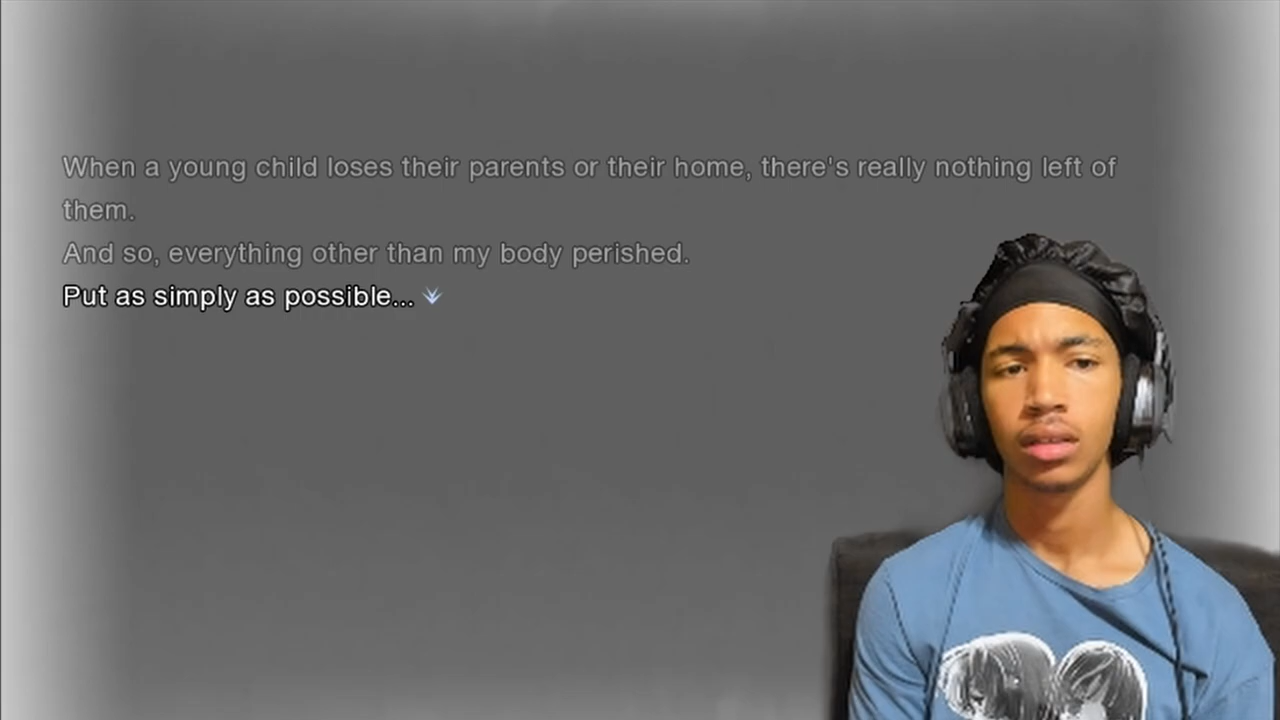 When a young child loses their parents or their home, there's really nothing left of
them.
And so, everything other than my body perished.
Put as simply as possible...